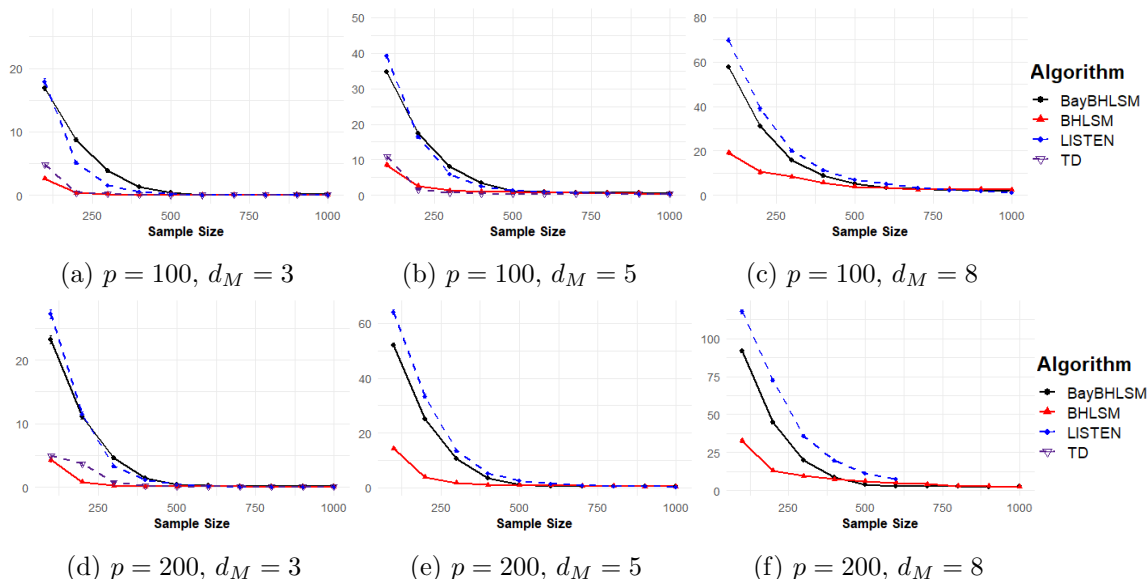 20
10
0
250 500 750 1000
Sample Size
(a) p = 100, d_M = 3
50
40
30
20
10
0
250 500 750 1000
Sample Size
(b) p = 100, d_M = 5
80
60
40
20
0
250 500 750 1000
Sample Size
(c) p = 100, d_M = 8
Algorithm
BayBHLSM
BHLSM
LISTEN
TD
20
10
0
250 500 750 1000
Sample Size
(d) p = 200, d_M = 3
60
40
20
0
250 500 750 1000
Sample Size
(e) p = 200, d_M = 5
100
75
50
25
0
250 500 750 1000
Sample Size
(f) p = 200, d_M = 8
Algorithm
BayBHLSM
BHLSM
LISTEN
TD